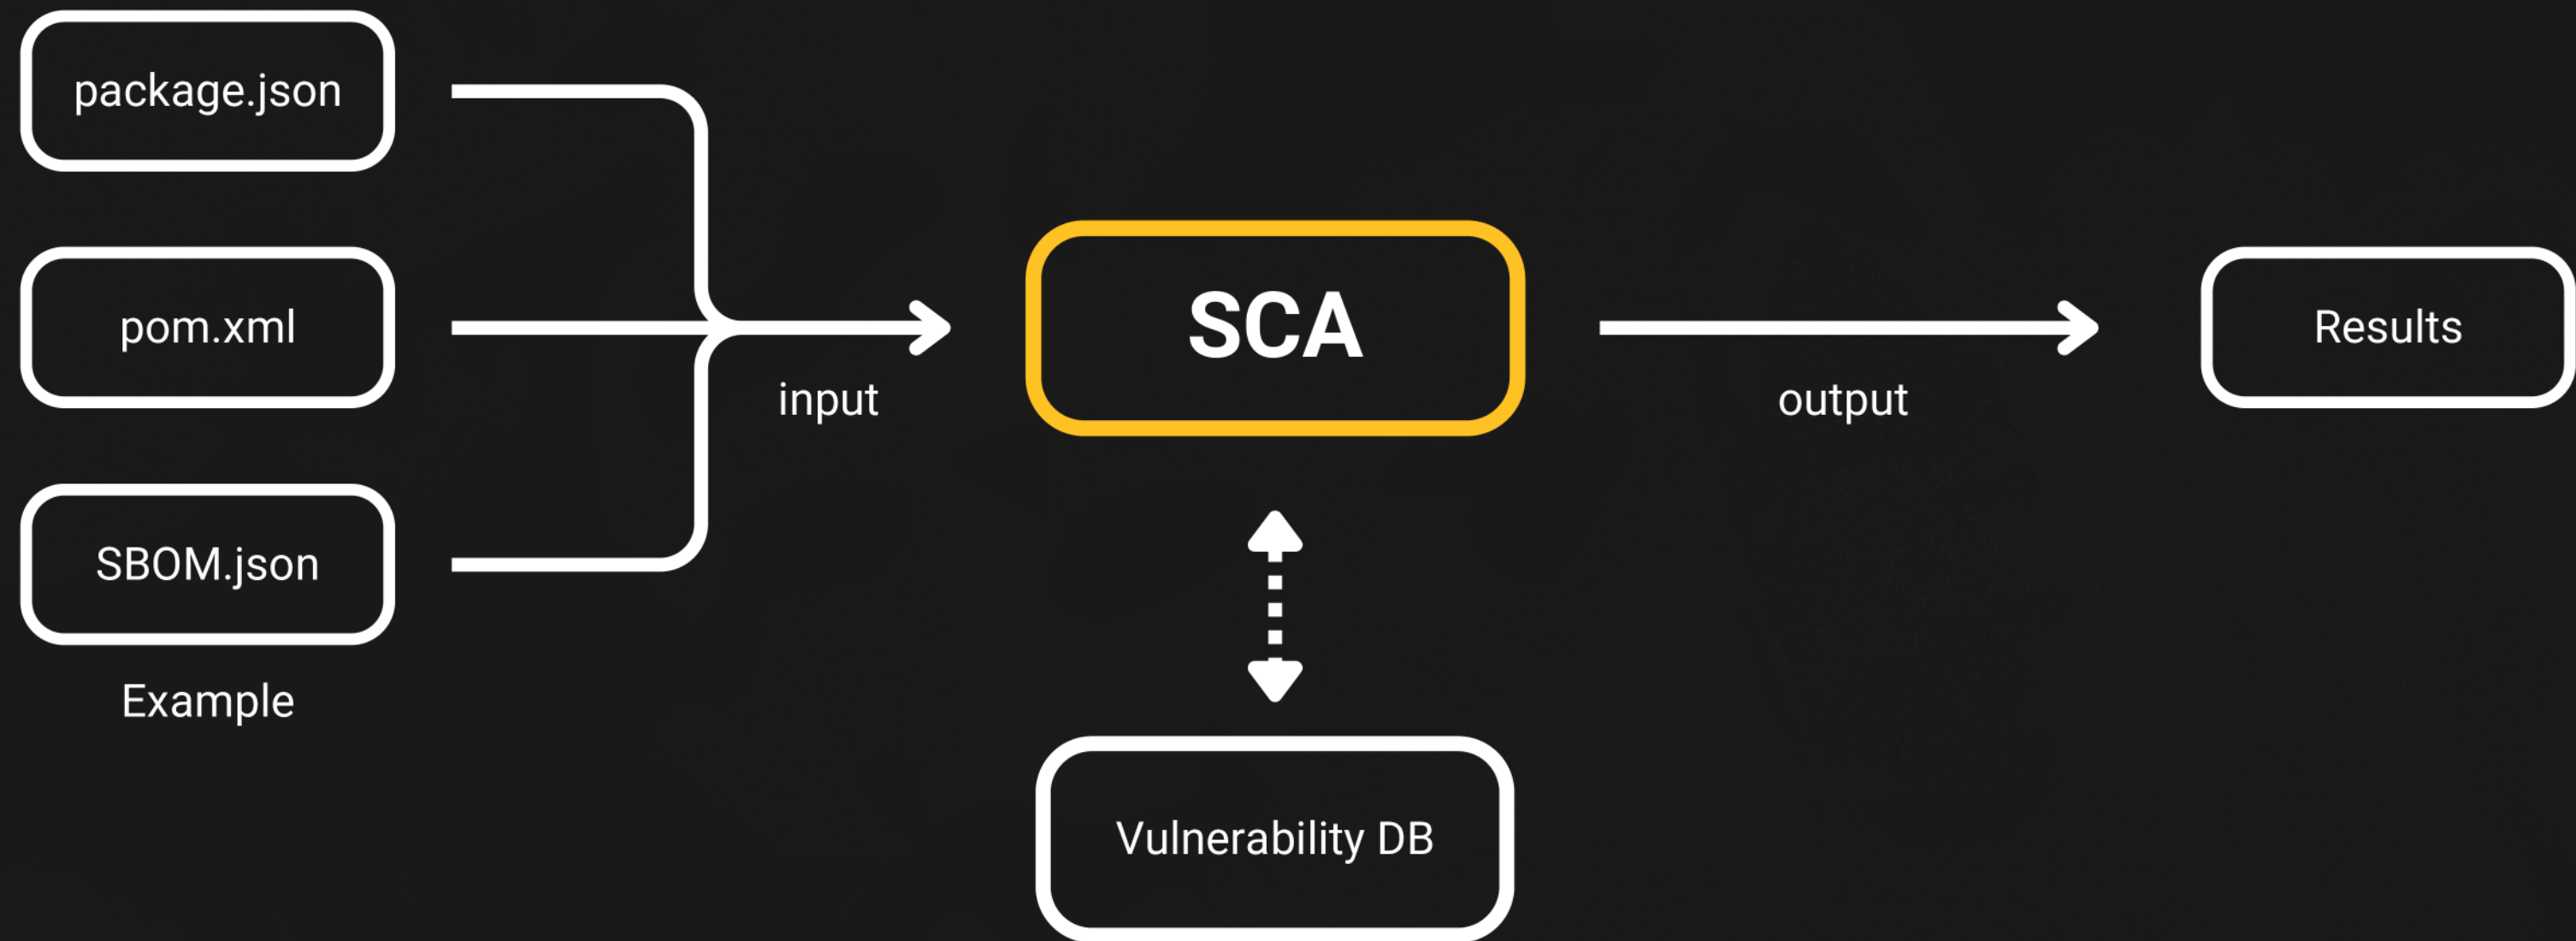 package.json
pom.xml
SBOM.json
Example
input
SCA
Vulnerability DB
output
Results